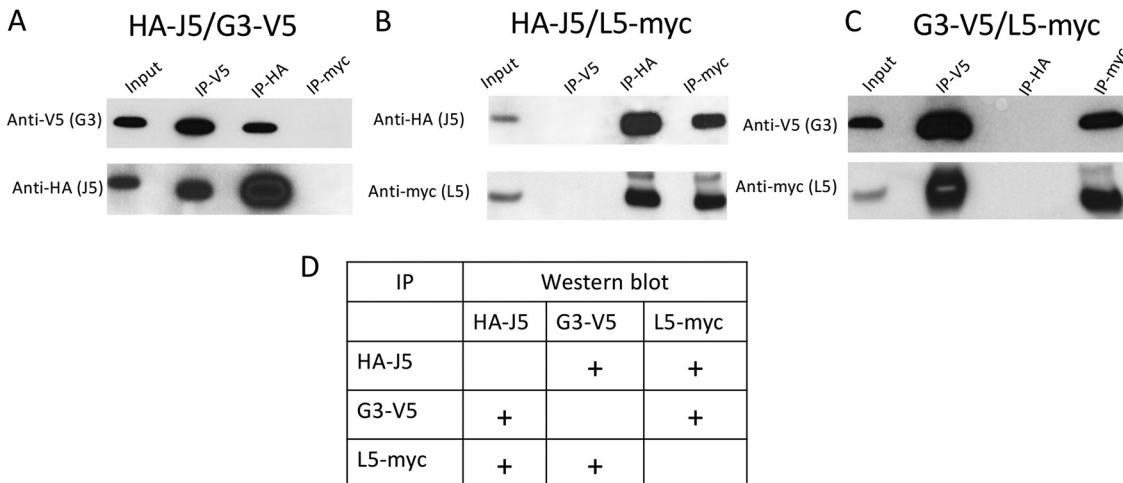 A HA-J5/G3-V5
Input IP-V5 IP-HA IP-myc
Anti-V5 (G3)
Anti-HA (J5)
B HA-J5/L5-myc
Input IP-V5 IP-HA IP-myc
Anti-HA (J5)
Anti-myc (L5)
C G3-V5/L5-myc
Input IP-V5 IP-HA IP-myc
Anti-V5 (G3)
Anti-myc (L5)
D
IP Western blot
HA-J5 G3-V5 L5-myc
HA-J5 + +
G3-V5 + +
L5-myc + +